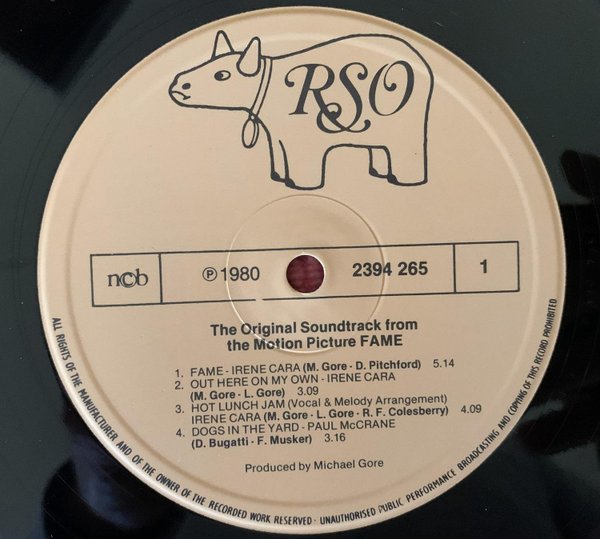 RSO
ncb
℗ 1980
2394 265
1
The Original Soundtrack from
the Motion Picture FAME
1. FAME - IRENE CARA (M. Gore · D. Pitchford) 5.14
2. OUT HERE ON MY OWN - IRENE CARA
(M. Gore · L. Gore) 3.09
3. HOT LUNCH JAM (Vocal & Melody Arrangement)
IRENE CARA (M. Gore · L. Gore · R. F. Colesberry) 4.09
4. DOGS IN THE YARD - PAUL McCRANE
(D. Bugatti · F. Musker) 3.16
Produced by Michael Gore
ALL RIGHTS OF THE MANUFACTURER AND OF THE OWNER OF THE RECORDED WORK RESERVED · UNAUTHORISED PUBLIC PERFORMANCE BROADCASTING AND COPYING OF THIS RECORD PROHIBITED